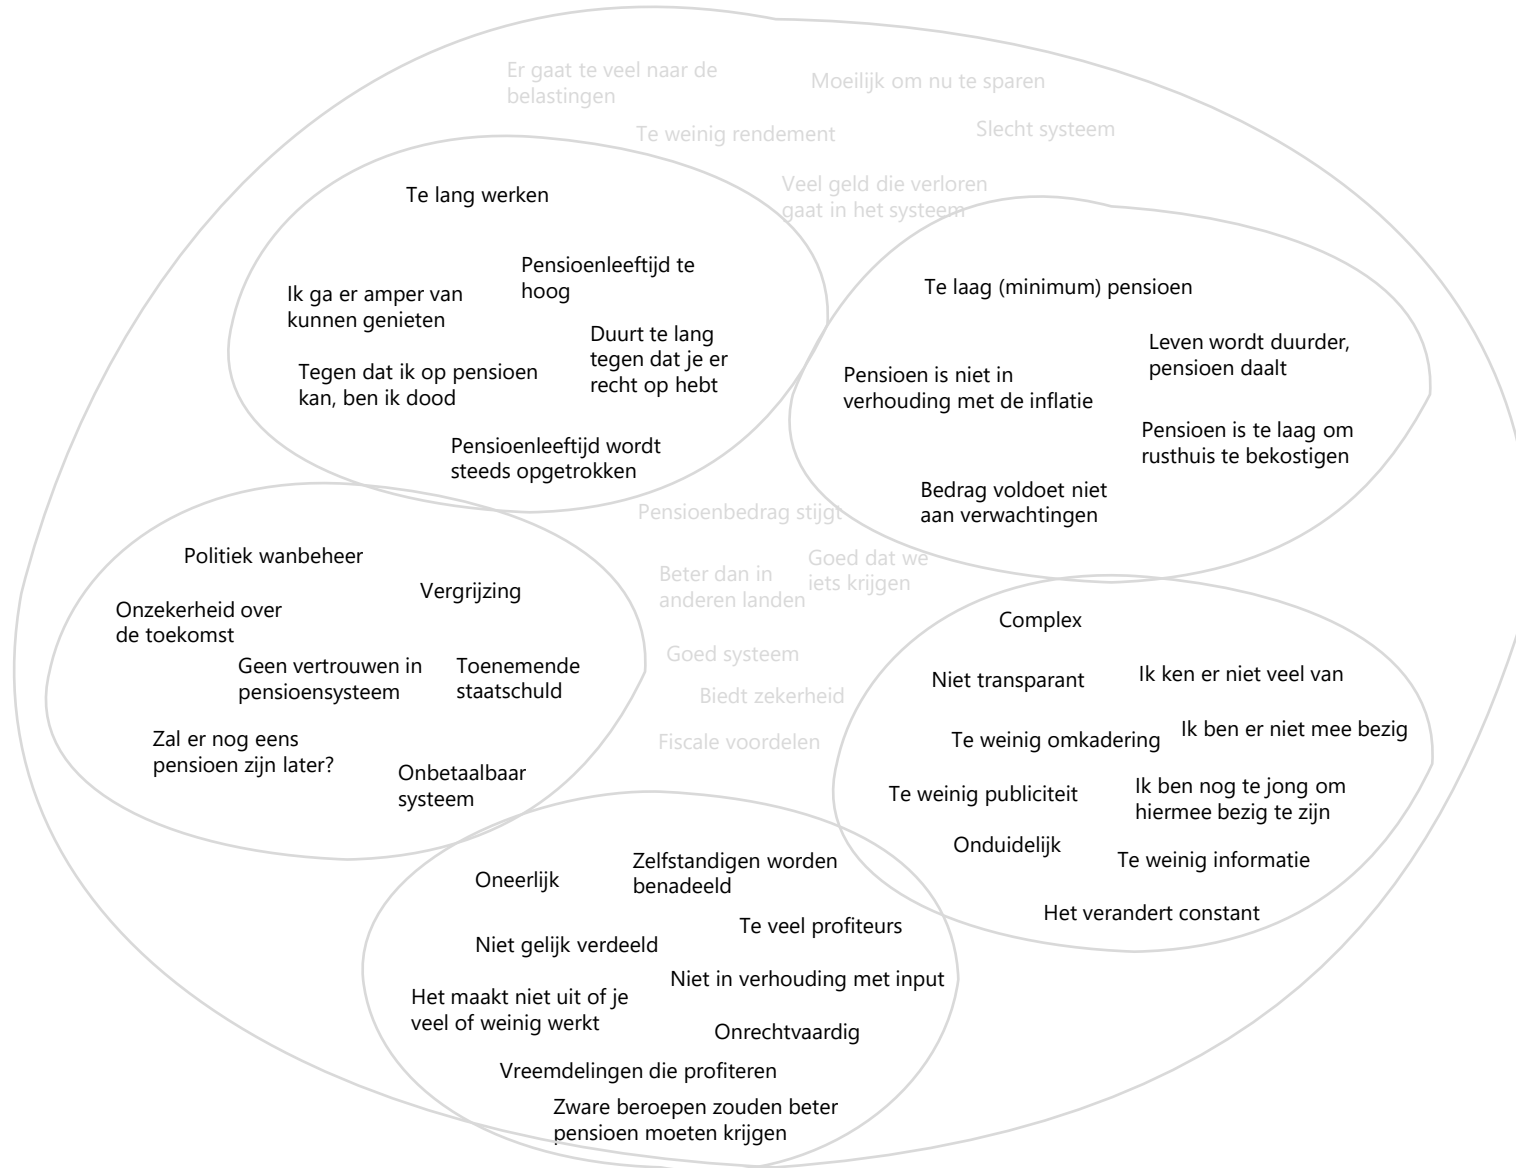 Er gaat te veel naar de
belastingen
Moeilijk om nu te sparen
Te weinig rendement
Slecht systeem
Veel geld die verloren
gaat in het systeem
Te lang werken
Pensioenleeftijd te
hoog
Ik ga er amper van
kunnen genieten
Duurt te lang
tegen dat je er
recht op hebt
Tegen dat ik op pensioen
kan, ben ik dood
Pensioenleeftijd wordt
steeds opgetrokken
Te laag (minimum) pensioen
Leven wordt duurder,
pensioen daalt
Pensioen is niet in
verhouding met de inflatie
Pensioen is te laag om
rusthuis te bekostigen
Bedrag voldoet niet
aan verwachtingen
Pensioenbedrag stijgt
Goed dat we
iets krijgen
Beter dan in
anderen landen
Goed systeem
Biedt zekerheid
Fiscale voordelen
Politiek wanbeheer
Vergrijzing
Onzekerheid over
de toekomst
Geen vertrouwen in
pensioensysteem
Toenemende
staatschuld
Zal er nog eens
pensioen zijn later?
Onbetaalbaar
systeem
Complex
Niet transparant
Ik ken er niet veel van
Te weinig omkadering
Ik ben er niet mee bezig
Te weinig publiciteit
Ik ben nog te jong om
hiermee bezig te zijn
Onduidelijk
Te weinig informatie
Het verandert constant
Oneerlijk
Zelfstandigen worden
benadeeld
Te veel profiteurs
Niet gelijk verdeeld
Niet in verhouding met input
Het maakt niet uit of je
veel of weinig werkt
Onrechtvaardig
Vreemdelingen die profiteren
Zware beroepen zouden beter
pensioen moeten krijgen